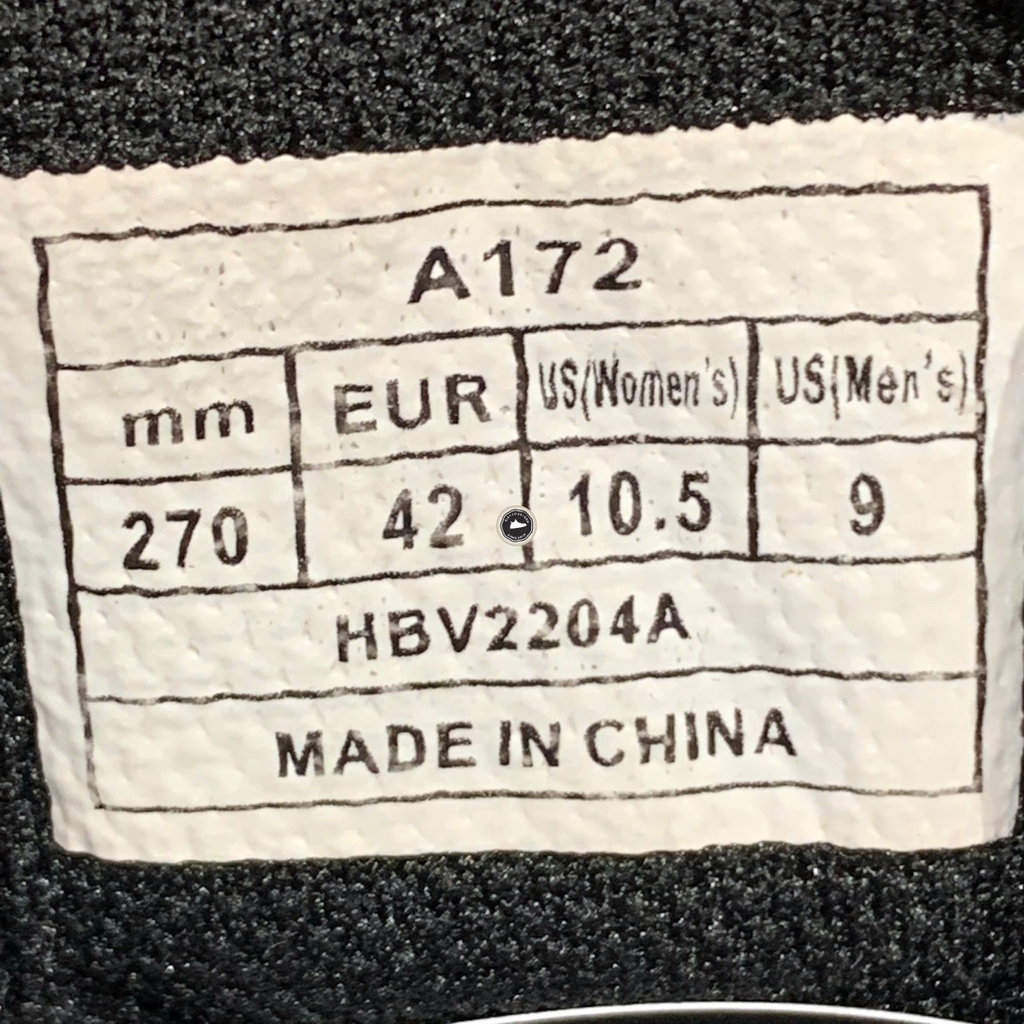 A172
mm EUR US(Women's) US(Men's)
270 42 10.5 9
HBV2204A
MADE IN CHINA